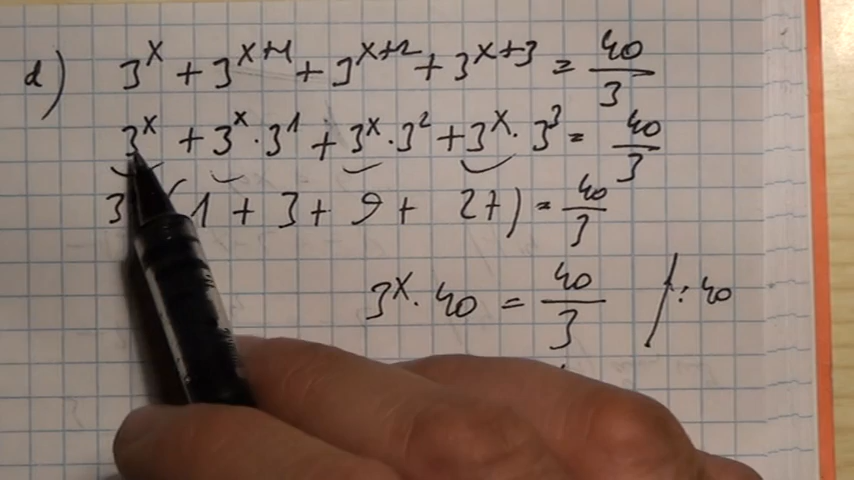 d) 3^x + 3^{x+1} + 3^{x+2} + 3^{x+3} = 40/3
3^x + 3^x · 3^1 + 3^x · 3^2 + 3^x · 3^3 = 40/3
3 ( 1 + 3 + 9 + 27 ) = 40/3
3^x · 40 = 40/3 /: 40